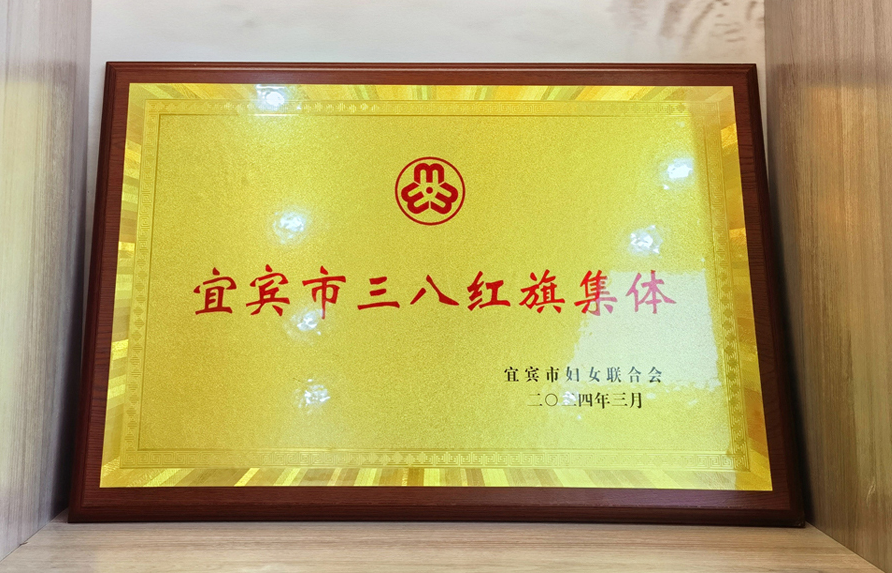 宜宾市三八红旗集体
宜宾市妇女联合会
二〇二四年三月